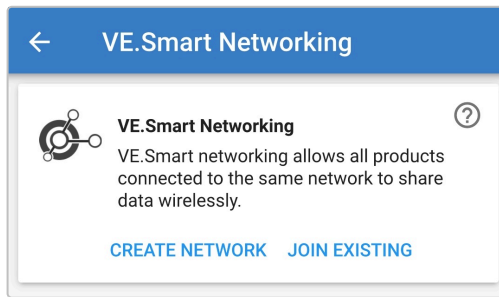 VE.Smart Networking
VE.Smart Networking
VE.Smart networking allows all products
connected to the same network to share
data wirelessly.
CREATE NETWORK JOIN EXISTING